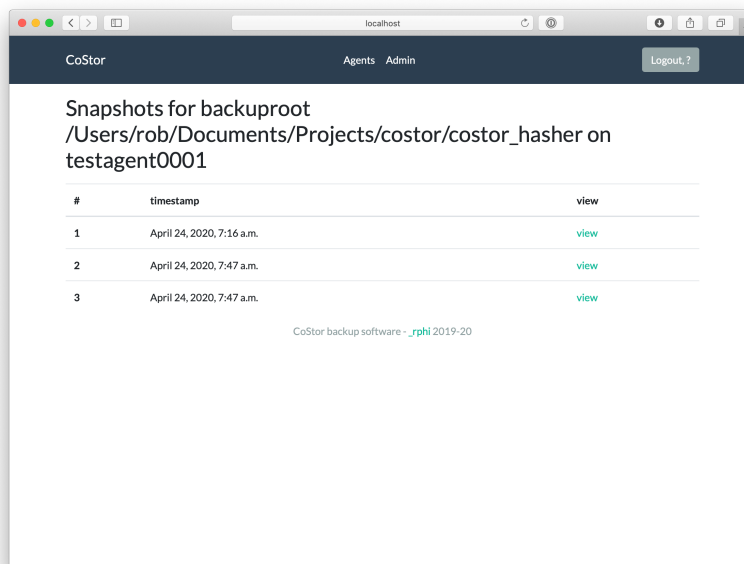 localhost
CoStor Agents Admin Logout, ?
Snapshots for backuproot
/Users/rob/Documents/Projects/costor/costor_hasher on
testagent0001
# timestamp view
1 April 24, 2020, 7:16 a.m. view
2 April 24, 2020, 7:47 a.m. view
3 April 24, 2020, 7:47 a.m. view
CoStor backup software - _rphi 2019-20